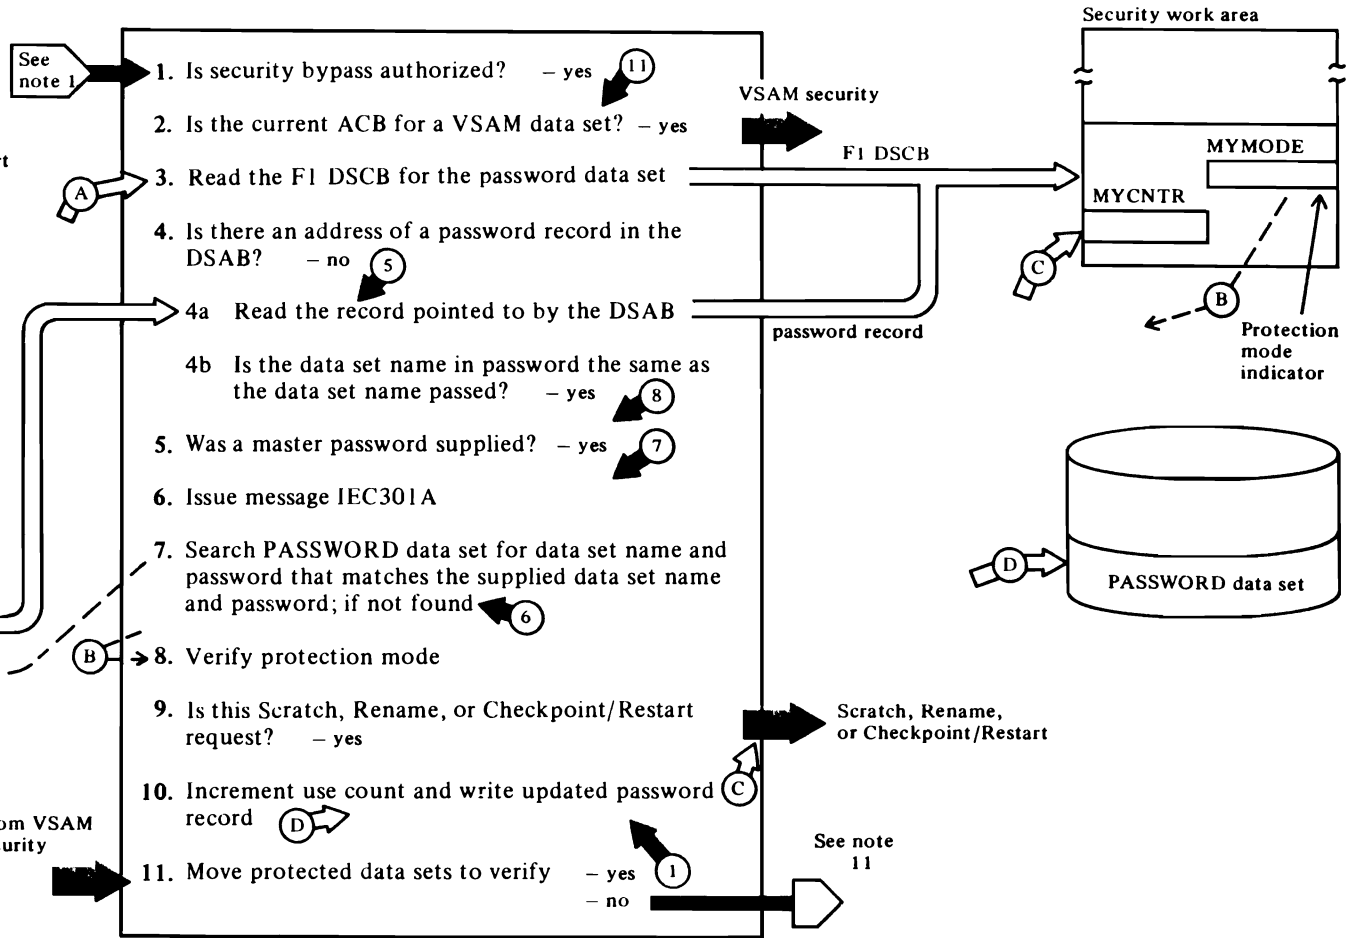 Security work area
See
note 1
1. Is security bypass authorized? – yes 11
VSAM security
2. Is the current ACB for a VSAM data set? – yes
F1 DSCB
MYMODE
A
3. Read the F1 DSCB for the password data set
MYCNTR
4. Is there an address of a password record in the
DSAB? – no 5
C
B
4a Read the record pointed to by the DSAB
password record
Protection
mode
indicator
4b Is the data set name in password the same as
the data set name passed? – yes 8
5. Was a master password supplied? – yes 7
6. Issue message IEC301A
7. Search PASSWORD data set for data set name and
password that matches the supplied data set name
and password; if not found 6
D
PASSWORD data set
B
8. Verify protection mode
9. Is this Scratch, Rename, or Checkpoint/Restart
request? – yes
Scratch, Rename,
or Checkpoint/Restart
10. Increment use count and write updated password C
record D
om VSAM
urity
See note
11
11. Move protected data sets to verify – yes 1
– no